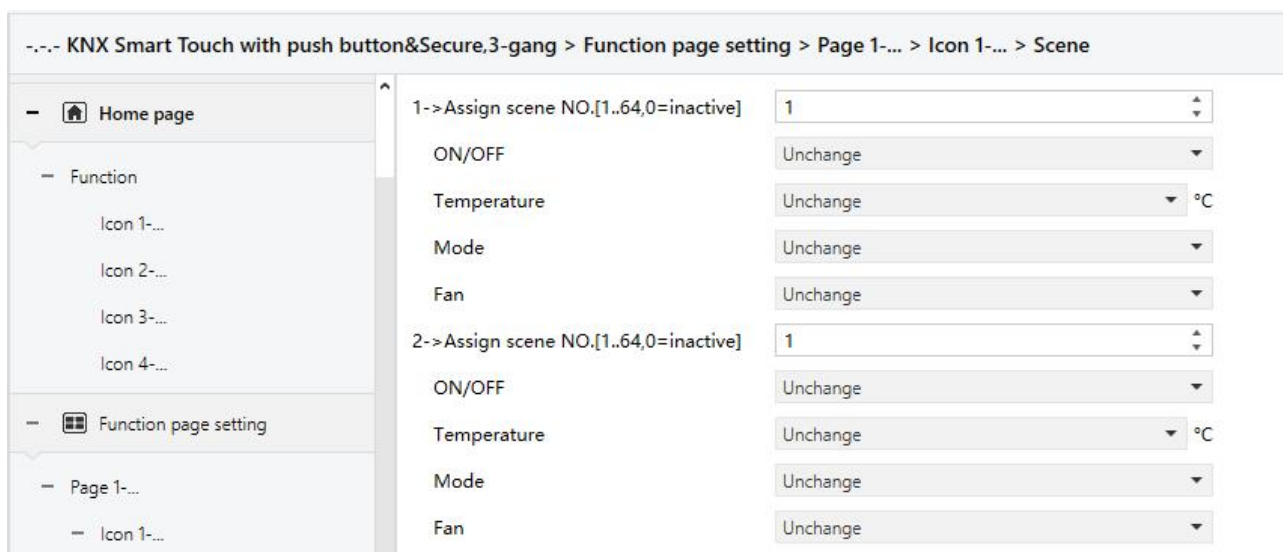 -.-.- KNX Smart Touch with push button&Secure,3-gang > Function page setting > Page 1-... > Icon 1-... > Scene
Home page
Function
Icon 1-...
Icon 2-...
Icon 3-...
Icon 4-...
Function page setting
Page 1-...
Icon 1-...
1->Assign scene NO.[1..64,0=inactive] 1
ON/OFF Unchange
Temperature Unchange °C
Mode Unchange
Fan Unchange
2->Assign scene NO.[1..64,0=inactive] 1
ON/OFF Unchange
Temperature Unchange °C
Mode Unchange
Fan Unchange